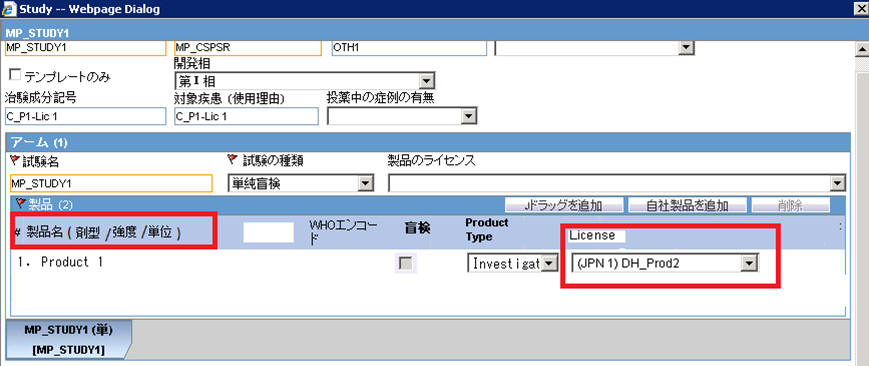 Study -- Webpage Dialog
MP_STUDY1
MP_STUDY1 MP_CSPSR OTH1
テンプレートのみ
開発相
第Ⅰ相
治験成分記号 対象疾患（使用理由） 投薬中の症例の有無
C_P1-Lic 1 C_P1-Lic 1
アーム (1)
試験名 試験の種類 製品のライセンス
MP_STUDY1 単純盲検
製品 (2) Jドラッグを追加 自社製品を追加 削除
# 製品名 ( 剤型 /強度 /単位 ) WHOエンコード 盲検 Product Type License :
1. Product 1 Investigat (JPN 1) DH_Prod2
MP_STUDY1 (単)
[MP_STUDY1]